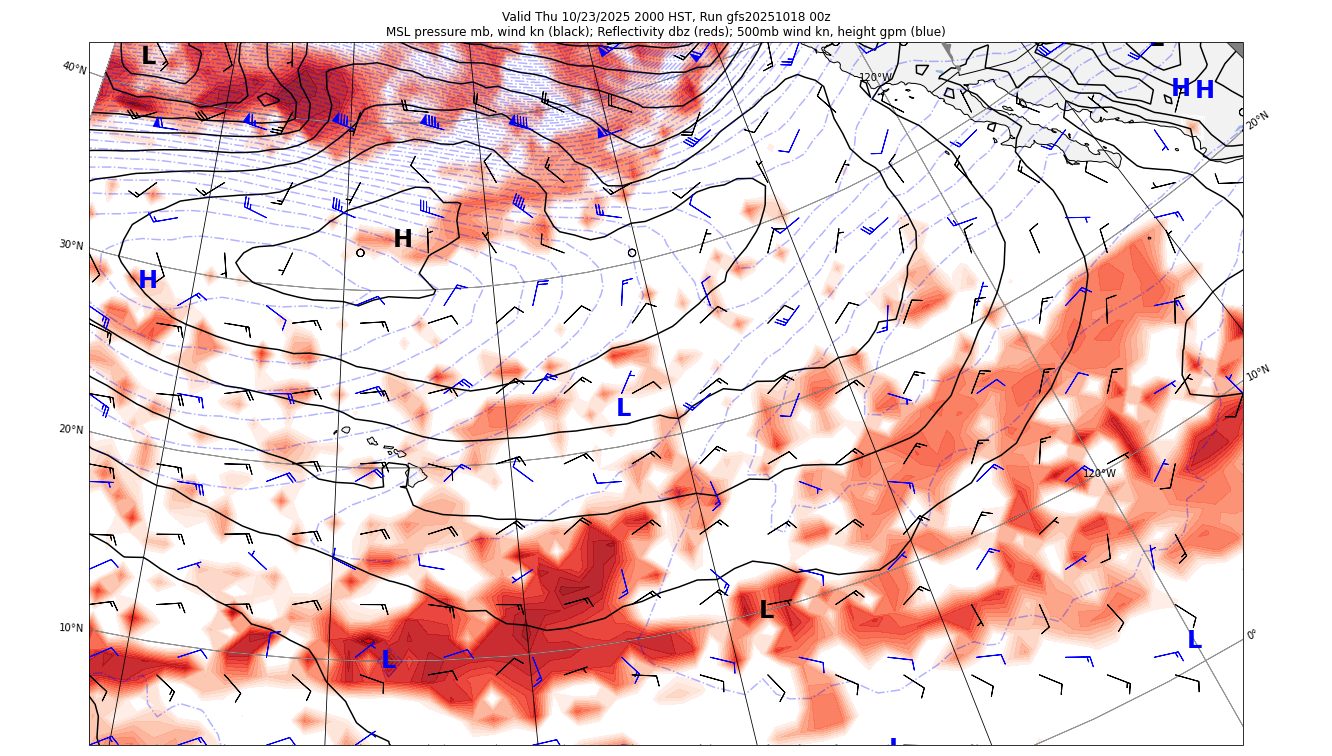 Valid Thu 10/23/2025 2000 HST, Run gfs20251018 00z
MSL pressure mb, wind kn (black); Reflectivity dbz (reds); 500mb wind kn, height gpm (blue)
L
40°N
120°W
H H
20°N
30°N
H
H
10°N
L
20°N
120°W
10°N
L
0°
L
L
L